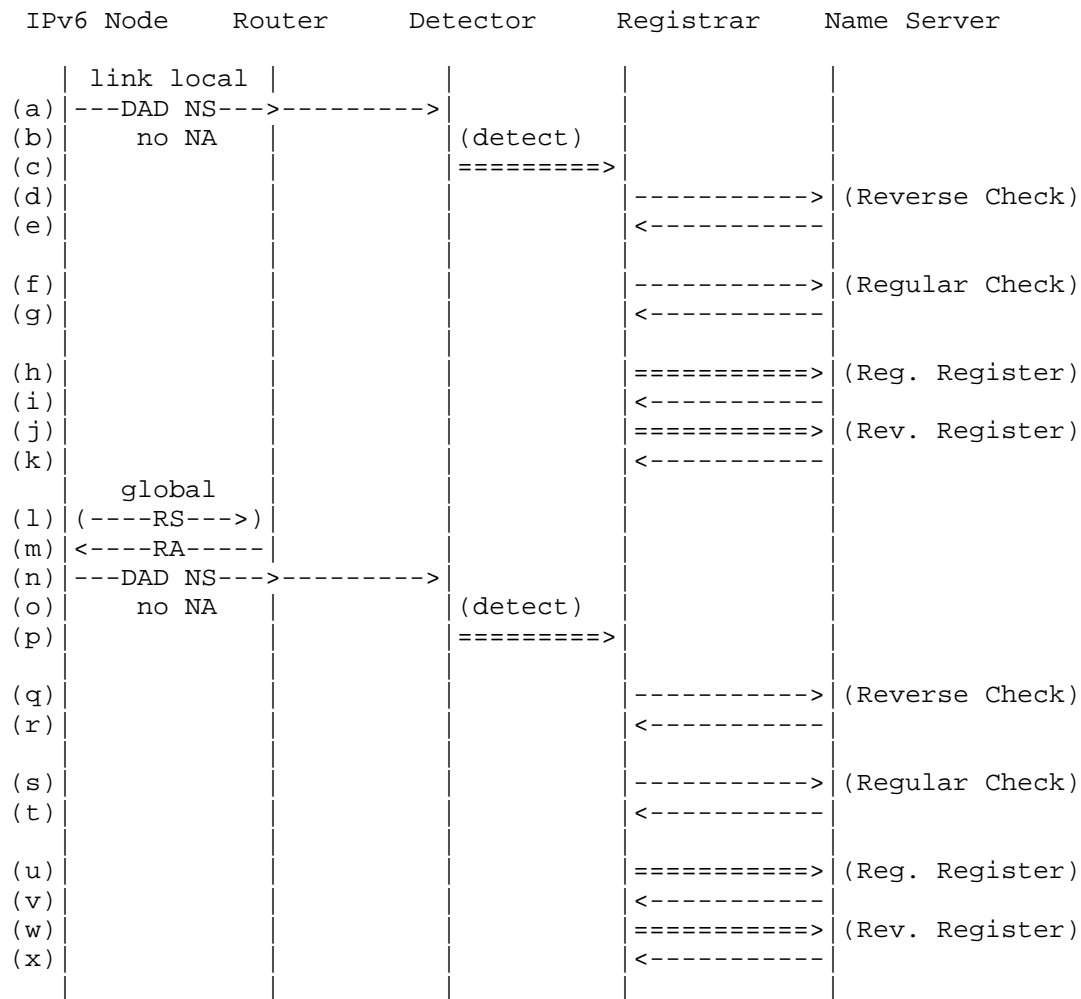 IPv6 Node     Router        Detector      Registrar     Name Server

    | link local |           |           |             |
(a) |---DAD NS--->---------->|           |             |
(b) |    no NA   |           |(detect)   |             |
(c) |            |           |=========> |             |
(d) |            |           |           |----------->|(Reverse Check)
(e) |            |           |           |<-----------|
    |            |           |           |             |
(f) |            |           |           |----------->|(Regular Check)
(g) |            |           |           |<-----------|
    |            |           |           |             |
(h) |            |           |           |===========>|(Reg. Register)
(i) |            |           |           |<-----------|
(j) |            |           |           |===========>|(Rev. Register)
(k) |            |           |           |<-----------|
    |   global   |           |           |             |
(l) |(----RS--->)|           |           |             |
(m) |<----RA-----|           |           |             |
(n) |---DAD NS--->---------->|           |             |
(o) |    no NA   |           |(detect)   |             |
(p) |            |           |=========> |             |
    |            |           |           |             |
(q) |            |           |           |----------->|(Reverse Check)
(r) |            |           |           |<-----------|
    |            |           |           |             |
(s) |            |           |           |----------->|(Regular Check)
(t) |            |           |           |<-----------|
    |            |           |           |             |
(u) |            |           |           |===========>|(Reg. Register)
(v) |            |           |           |<-----------|
(w) |            |           |           |===========>|(Rev. Register)
(x) |            |           |           |<-----------|
    |            |           |           |             |